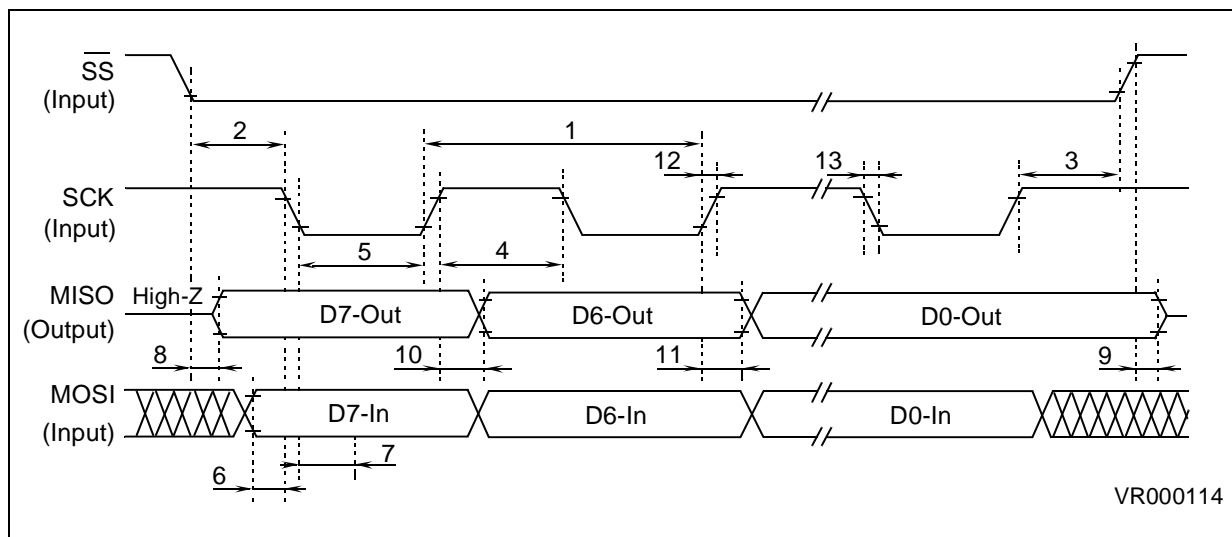 SS
(Input)
2
1
12
13
3
SCK
(Input)
5
4
MISO
High-Z
(Output)
D7-Out
D6-Out
D0-Out
8
10
11
9
MOSI
(Input)
D7-In
D6-In
D0-In
7
6
VR000114